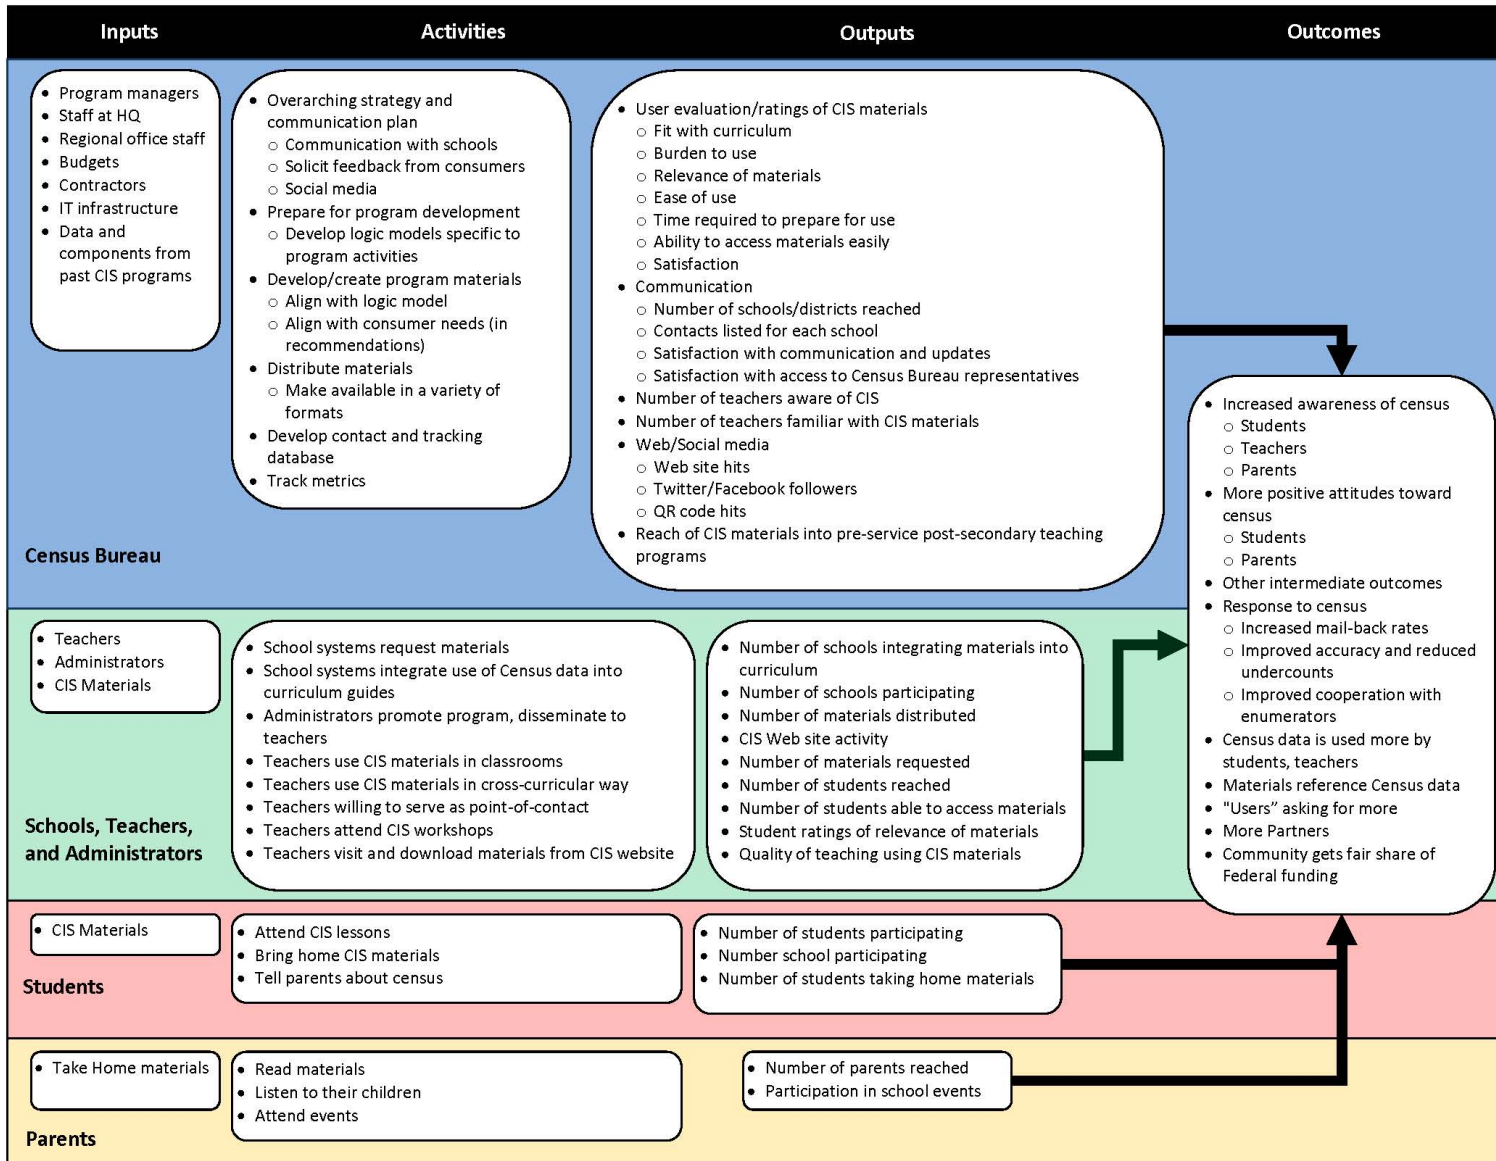 Inputs
Activities
Outputs
Outcomes
• Program managers
• Staff at HQ
• Regional office staff
• Budgets
• Contractors
• IT infrastructure
• Data and
components from
past CIS programs
• Overarching strategy and
communication plan
○ Communication with schools
○ Solicit feedback from consumers
○ Social media
• Prepare for program development
○ Develop logic models specific to
program activities
• Develop/create program materials
○ Align with logic model
○ Align with consumer needs (in
recommendations)
• Distribute materials
○ Make available in a variety of
formats
• Develop contact and tracking
database
• Track metrics
• User evaluation/ratings of CIS materials
○ Fit with curriculum
○ Burden to use
○ Relevance of materials
○ Ease of use
○ Time required to prepare for use
○ Ability to access materials easily
○ Satisfaction
• Communication
○ Number of schools/districts reached
○ Contacts listed for each school
○ Satisfaction with communication and updates
○ Satisfaction with access to Census Bureau representatives
• Number of teachers aware of CIS
• Number of teachers familiar with CIS materials
• Web/Social media
○ Web site hits
○ Twitter/Facebook followers
○ QR code hits
• Reach of CIS materials into pre-service post-secondary teaching
programs
Census Bureau
• Increased awareness of census
○ Students
○ Teachers
○ Parents
• More positive attitudes toward
census
○ Students
○ Parents
• Other intermediate outcomes
• Response to census
○ Increased mail-back rates
○ Improved accuracy and reduced
undercounts
○ Improved cooperation with
enumerators
• Census data is used more by
students, teachers
• Materials reference Census data
• "Users” asking for more
• More Partners
• Community gets fair share of
Federal funding
• Teachers
• Administrators
• CIS Materials
• School systems request materials
• School systems integrate use of Census data into
curriculum guides
• Administrators promote program, disseminate to
teachers
• Teachers use CIS materials in classrooms
• Teachers use CIS materials in cross-curricular way
• Teachers willing to serve as point-of-contact
• Teachers attend CIS workshops
• Teachers visit and download materials from CIS website
• Number of schools integrating materials into
curriculum
• Number of schools participating
• Number of materials distributed
• CIS Web site activity
• Number of materials requested
• Number of students reached
• Number of students able to access materials
• Student ratings of relevance of materials
• Quality of teaching using CIS materials
Schools, Teachers,
and Administrators
• CIS Materials
• Attend CIS lessons
• Bring home CIS materials
• Tell parents about census
• Number of students participating
• Number school participating
• Number of students taking home materials
Students
• Take Home materials
• Read materials
• Listen to their children
• Attend events
• Number of parents reached
• Participation in school events
Parents